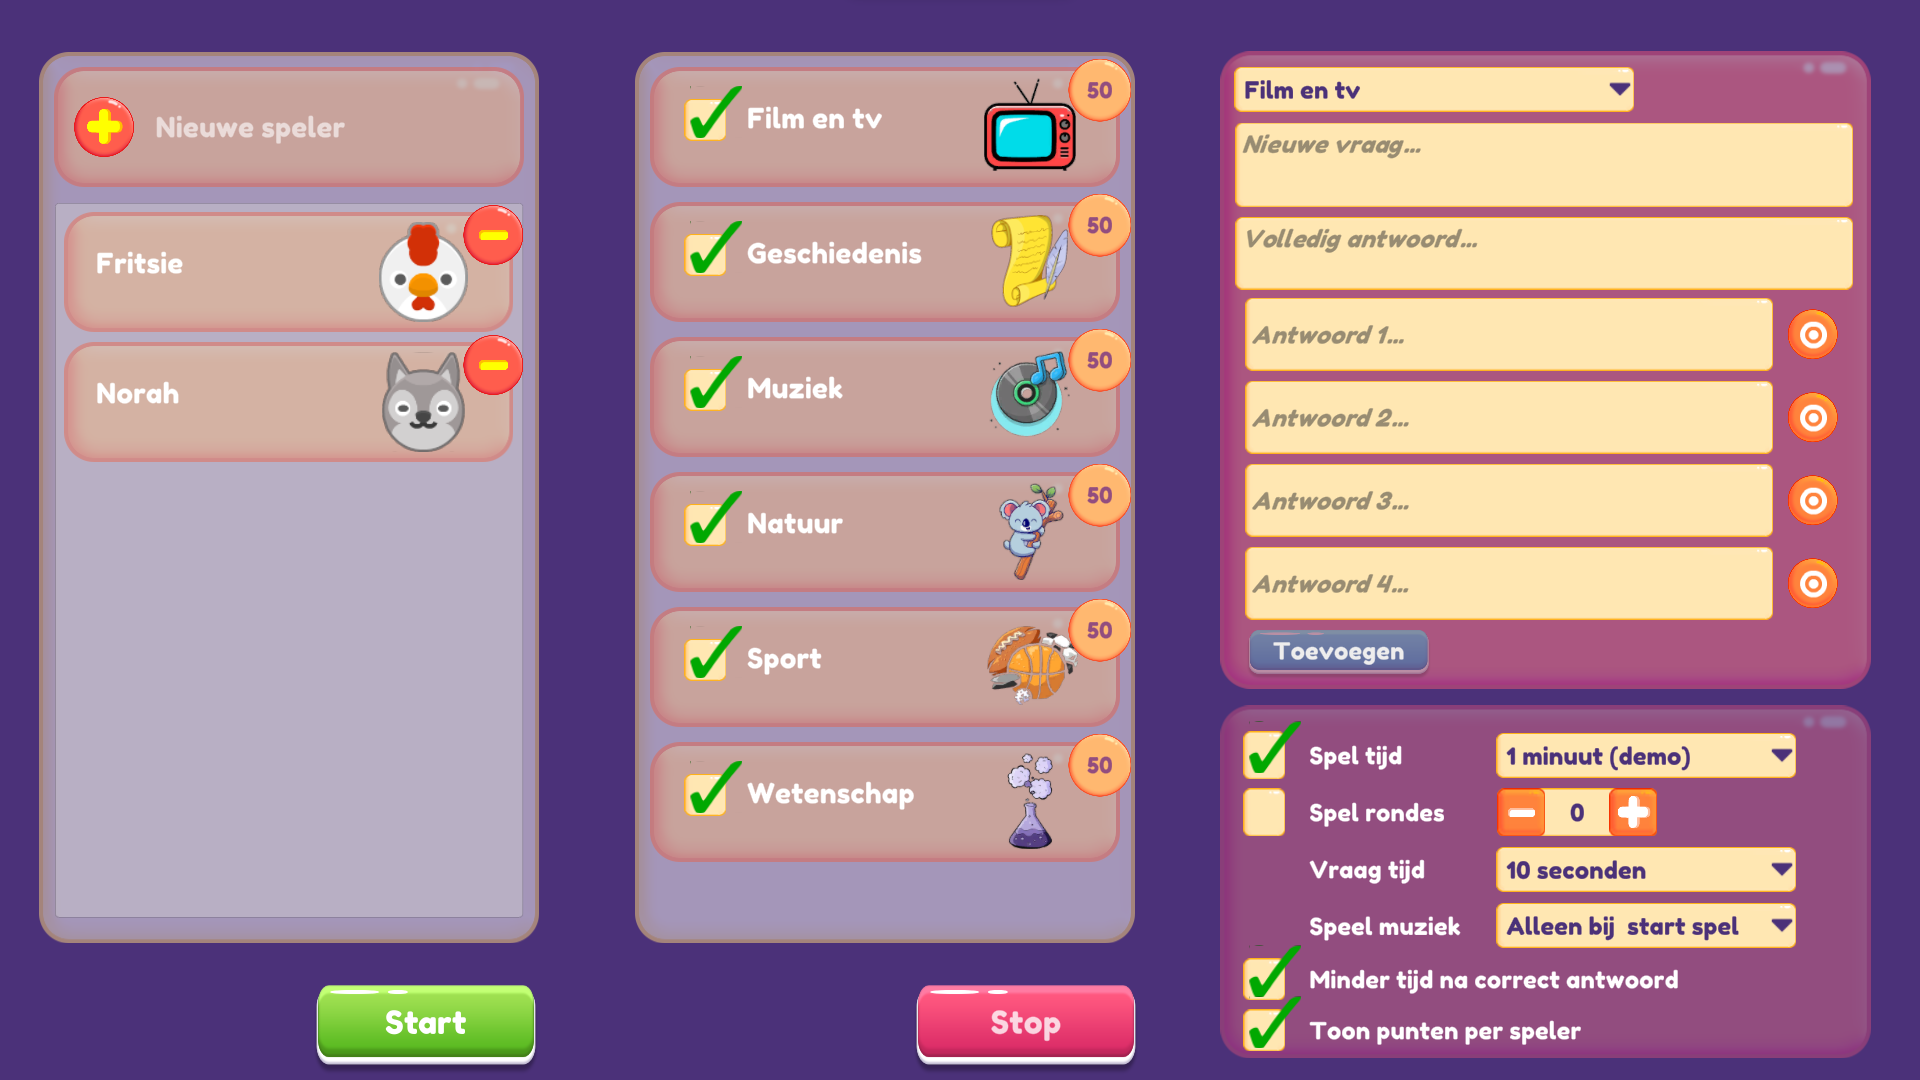 Nieuwe speler
Fritsie
Norah
Film en tv
50
Geschiedenis
50
Muziek
50
Natuur
50
Sport
50
Wetenschap
50
Start
Stop
Film en tv
Nieuwe vraag...
Volledig antwoord...
Antwoord 1...
Antwoord 2...
Antwoord 3...
Antwoord 4...
Toevoegen
Spel tijd
1 minuut (demo)
Spel rondes
0
Vraag tijd
10 seconden
Speel muziek
Alleen bij start spel
Minder tijd na correct antwoord
Toon punten per speler